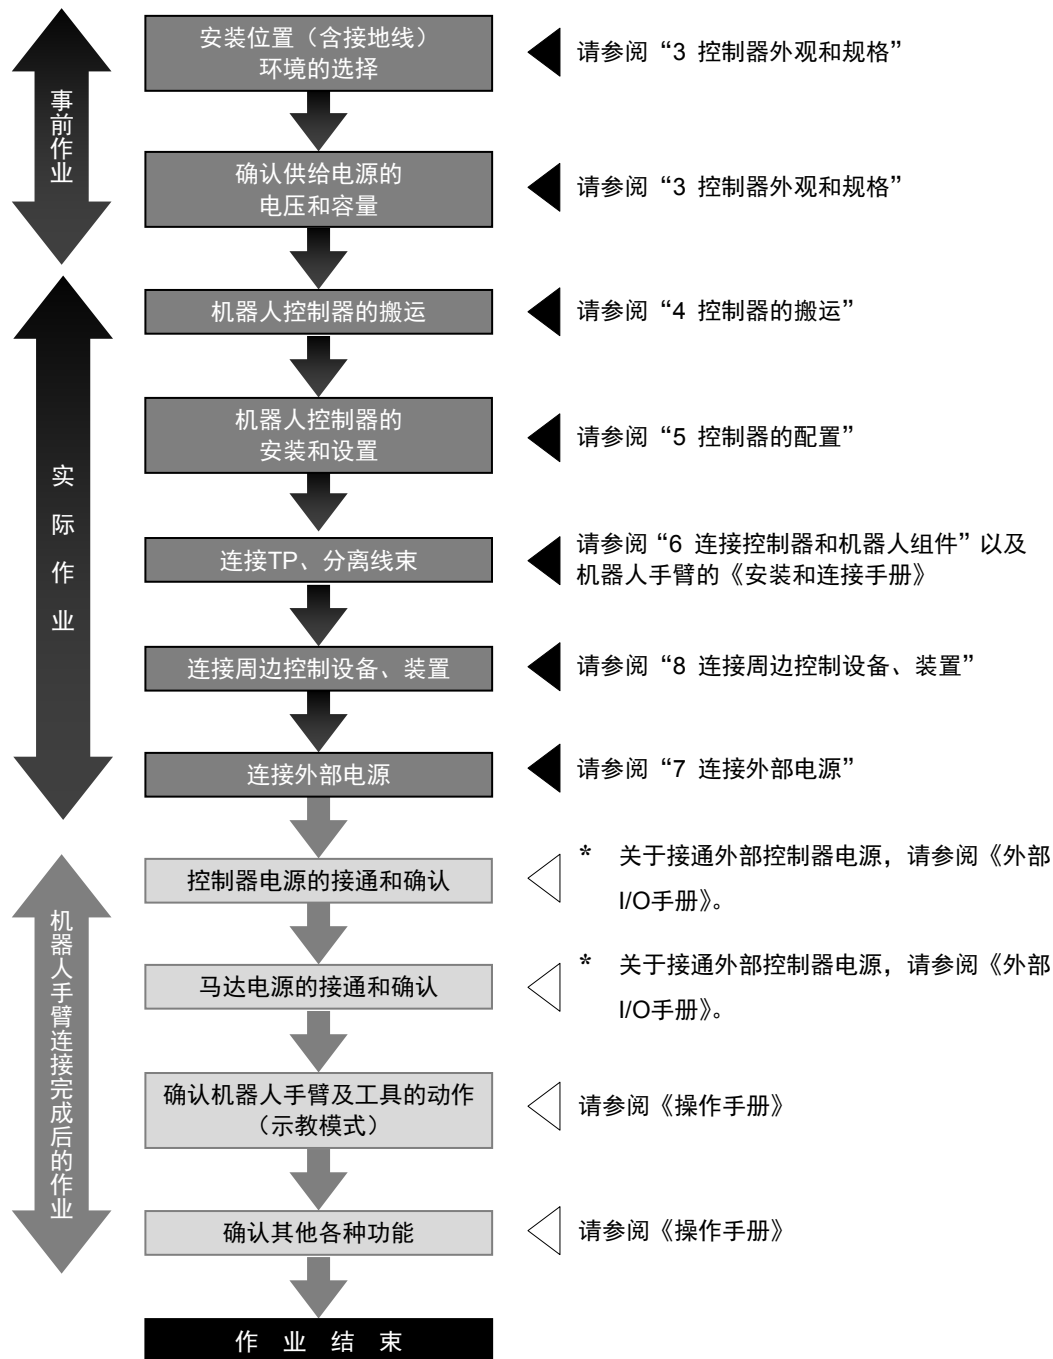 事前作业
安装位置（含接地线）
环境的选择
请参阅“3 控制器外观和规格”
确认供给电源的
电压和容量
请参阅“3 控制器外观和规格”
实际作业
机器人控制器的搬运
请参阅“4 控制器的搬运”
机器人控制器的
安装和设置
请参阅“5 控制器的配置”
连接TP、分离线束
请参阅“6 连接控制器和机器人组件”以及
机器人手臂的《安装和连接手册》
连接周边控制设备、装置
请参阅“8 连接周边控制设备、装置”
连接外部电源
请参阅“7 连接外部电源”
机器人手臂连接完成后的作业
控制器电源的接通和确认
* 关于接通外部控制器电源，请参阅《外部
I/O手册》。
马达电源的接通和确认
* 关于接通外部控制器电源，请参阅《外部
I/O手册》。
确认机器人手臂及工具的动作
（示教模式）
请参阅《操作手册》
确认其他各种功能
请参阅《操作手册》
作 业 结 束